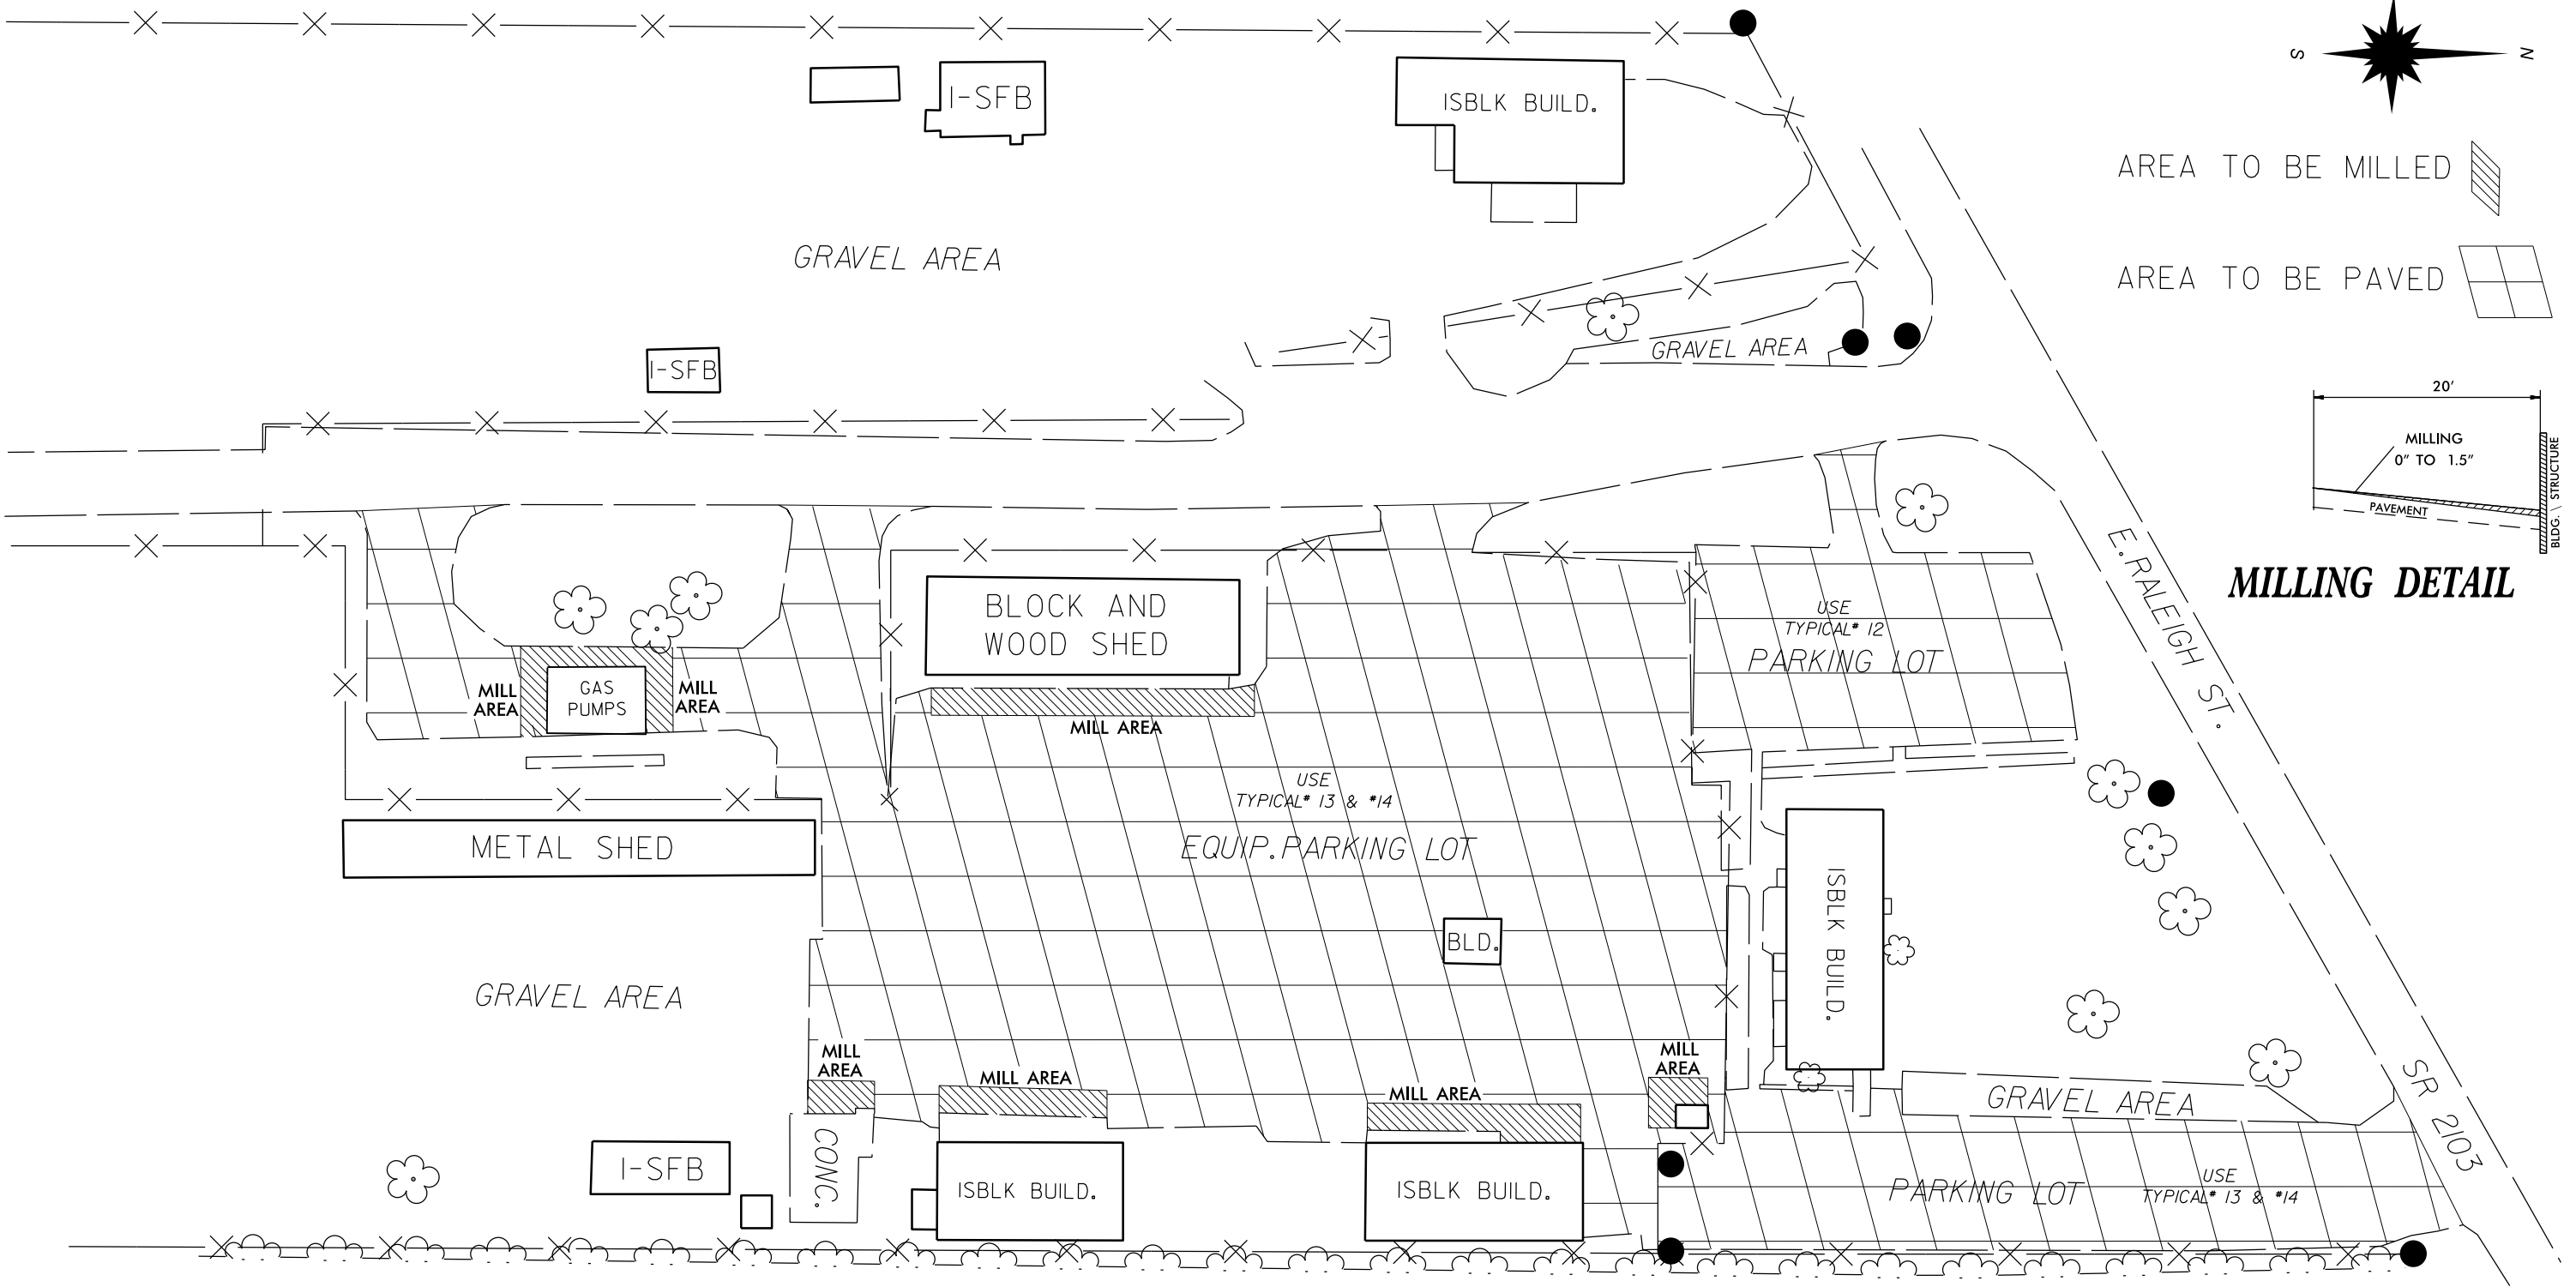 S
N
I-SFB
ISBLK BUILD.
AREA TO BE MILLED
GRAVEL AREA
AREA TO BE PAVED
GRAVEL AREA
I-SFB
20'
MILLING
0" TO 1.5"
PAVEMENT
BLDG. \ STRUCTURE
MILLING DETAIL
E. RALEIGH ST.
BLOCK AND
WOOD SHED
USE
TYPICAL# 12
PARKING LOT
MILL
AREA
GAS
PUMPS
MILL
AREA
MILL AREA
USE
TYPICAL# 13 & #14
EQUIP. PARKING LOT
METAL SHED
BLD.
ISBLK BUILD.
GRAVEL AREA
MILL
AREA
MILL AREA
MILL AREA
MILL
AREA
GRAVEL AREA
SR 2103
I-SFB
CONC.
ISBLK BUILD.
ISBLK BUILD.
PARKING LOT
USE
TYPICAL# 13 & #14